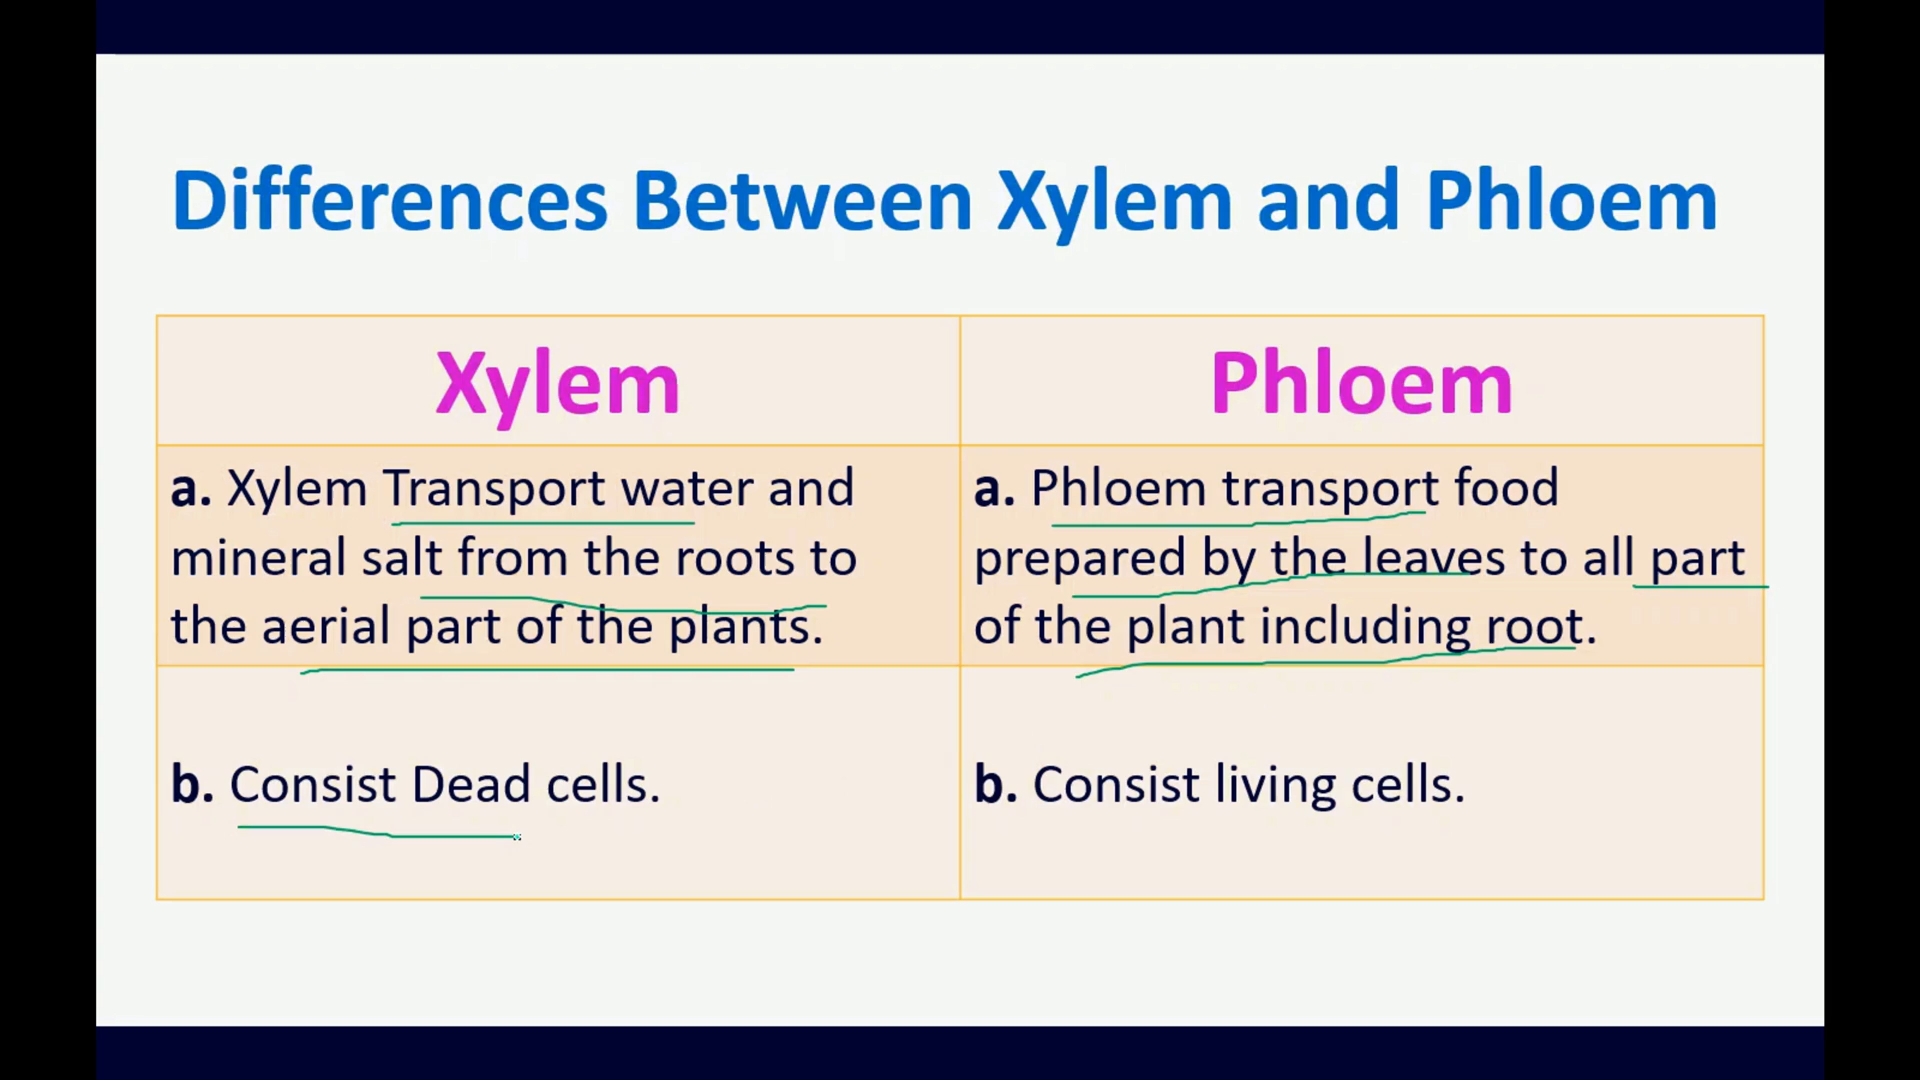 Differences Between Xylem and Phloem
Xylem
Phloem
a. Xylem Transport water and
mineral salt from the roots to
the aerial part of the plants.
a. Phloem transport food
prepared by the leaves to all part
of the plant including root.
b. Consist Dead cells.
b. Consist living cells.